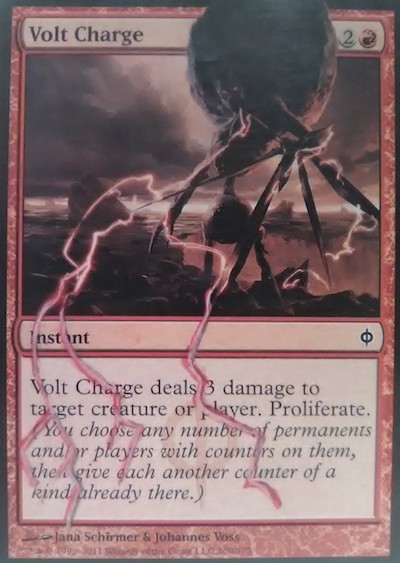 Volt Charge
2
Instant
Volt Charge deals 3 damage to
target creature or player. Proliferate.
(You choose any number of permanents
and/or players with counters on them,
then give each another counter of a
kind already there.)
Jana Schirmer & Johannes Voss